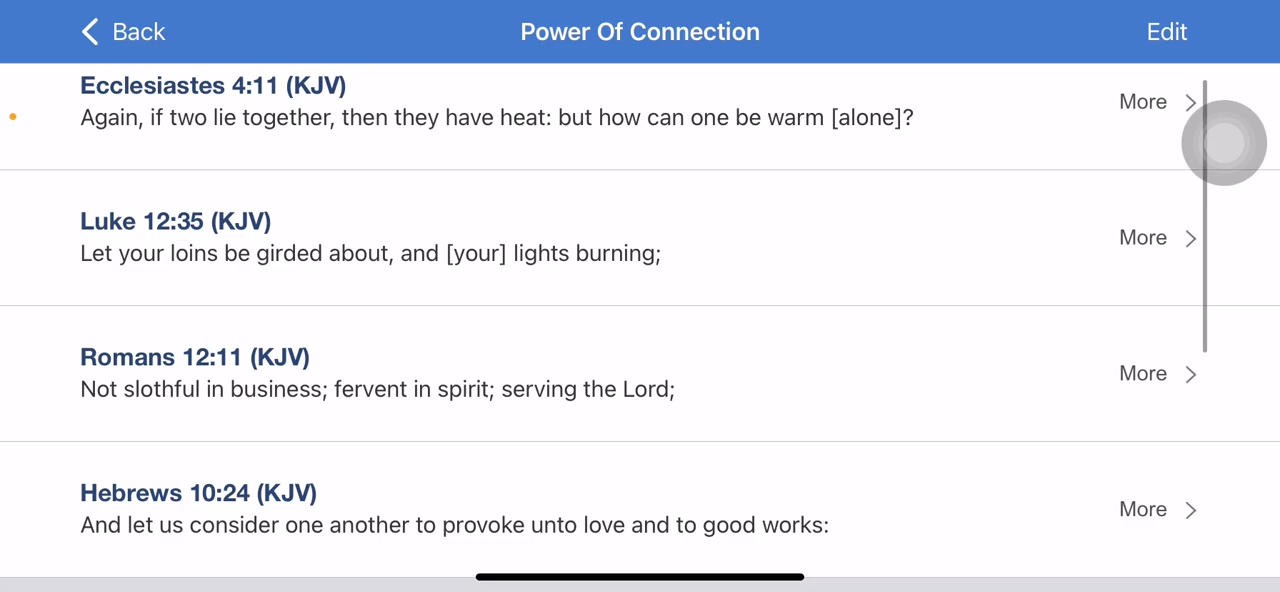 Back
Power Of Connection
Edit
Ecclesiastes 4:11 (KJV)
More
Again, if two lie together, then they have heat: but how can one be warm [alone]?
Luke 12:35 (KJV)
More
Let your loins be girded about, and [your] lights burning;
Romans 12:11 (KJV)
More
Not slothful in business; fervent in spirit; serving the Lord;
Hebrews 10:24 (KJV)
More
And let us consider one another to provoke unto love and to good works: